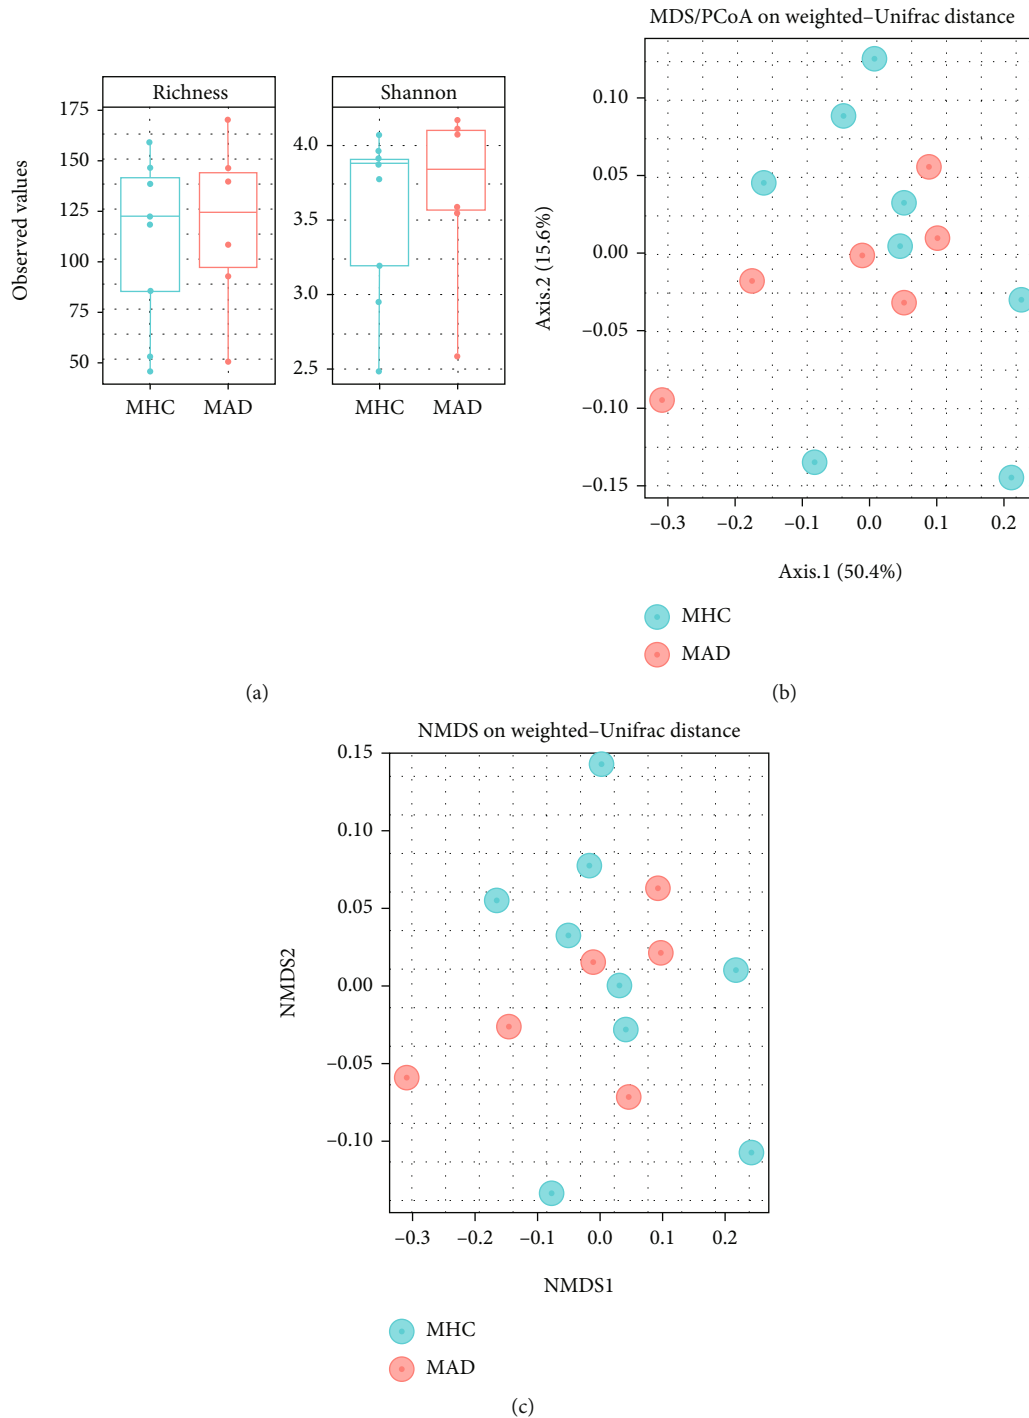 Richness
Shannon
Observed values
175
150
125
100
75
50
4.0
3.5
3.0
2.5
MHC MAD
MHC MAD
(a)
MDS/PCoA on weighted–Unifrac distance
Axis.2 (15.6%)
0.10
0.05
0.00
–0.05
–0.10
–0.15
–0.3 –0.2 –0.1 0.0 0.1 0.2
Axis.1 (50.4%)
MHC
MAD
(b)
NMDS on weighted–Unifrac distance
NMDS2
0.15
0.10
0.05
0.00
–0.05
–0.10
–0.3 –0.2 –0.1 0.0 0.1 0.2
NMDS1
MHC
MAD
(c)